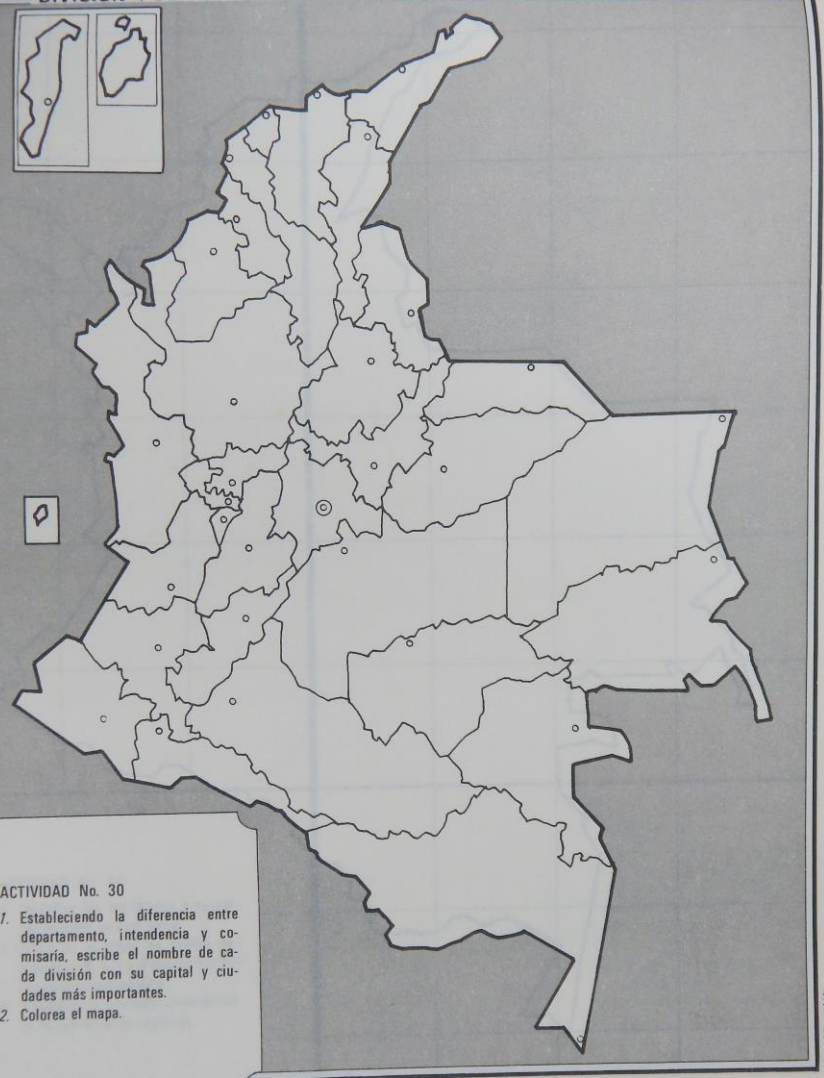 ACTIVIDAD No. 30
1. Estableciendo la diferencia entre
departamento, intendencia y co-
misaría, escribe el nombre de ca-
da división con su capital y ciu-
dades más importantes.
2. Colorea el mapa.